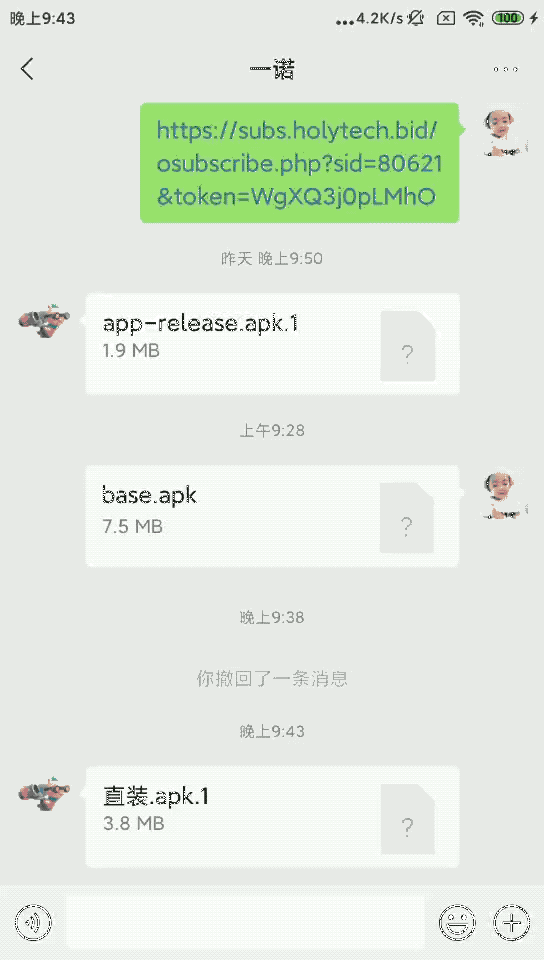 晚上9:43
...4.2K/s
100
一诺
https://subs.holytech.bid/
osubscribe.php?sid=80621
&token=WgXQ3j0pLMhO
昨天 晚上9:50
app-release.apk.1
1.9 MB
?
上午9:28
base.apk
7.5 MB
?
晚上9:38
你撤回了一条消息
晚上9:43
直装.apk.1
3.8 MB
?